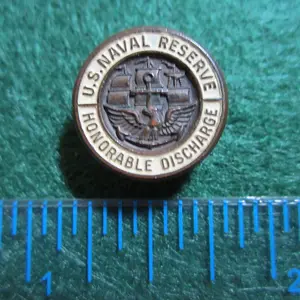 U.S. NAVAL RESERVE
HONORABLE DISCHARGE
1
2